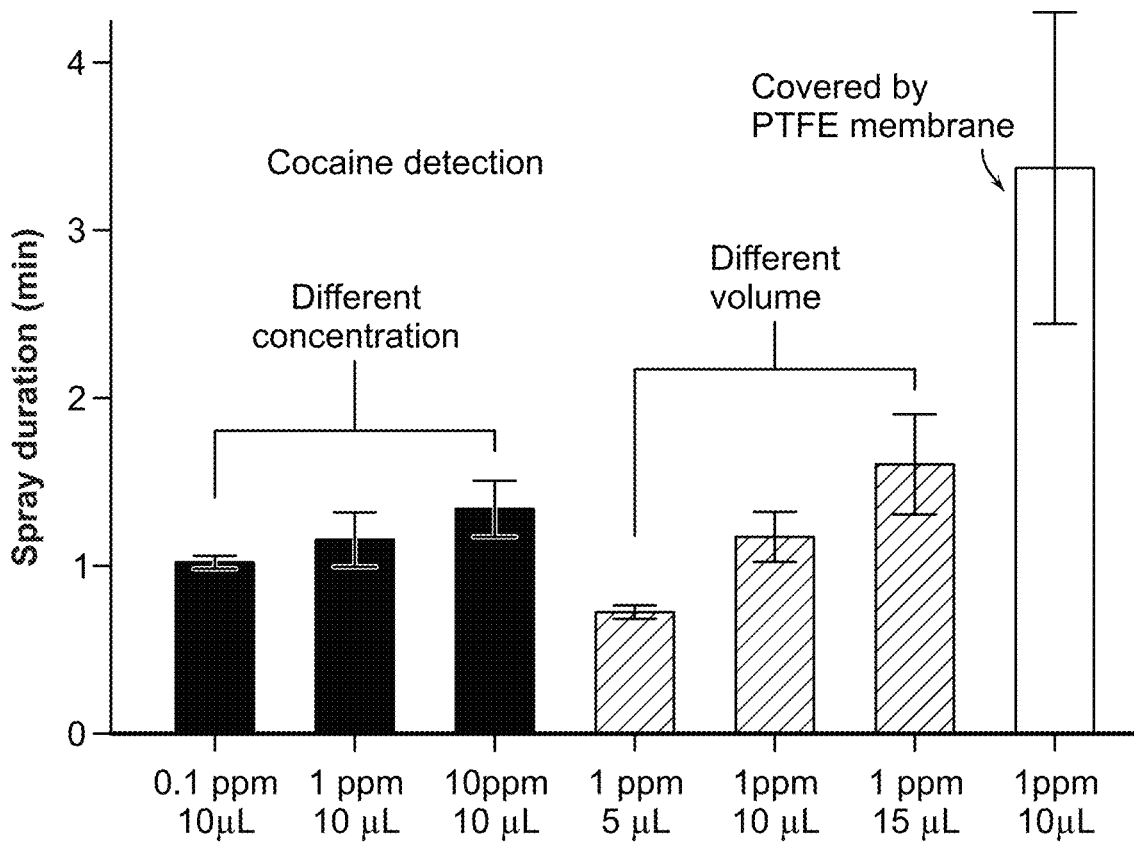 4
3
2
1
0
Spray duration (min)
Cocaine detection
Different
concentration
Different
volume
Covered by
PTFE membrane
0.1 ppm
10μL
1 ppm
10 μL
10ppm
10 μL
1 ppm
5 μL
1ppm
10 μL
1 ppm
15 μL
1ppm
10μL